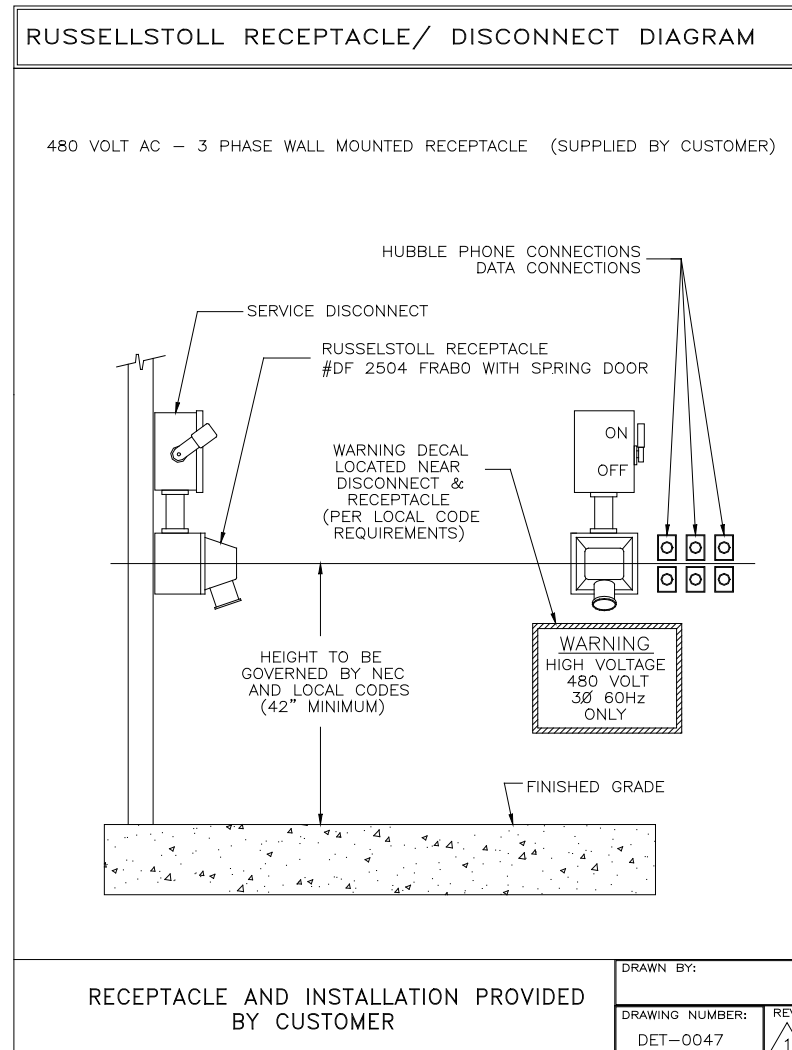 RUSSELLSTOLL RECEPTACLE/ DISCONNECT DIAGRAM
480 VOLT AC – 3 PHASE WALL MOUNTED RECEPTACLE (SUPPLIED BY CUSTOMER)
HUBBLE PHONE CONNECTIONS
DATA CONNECTIONS
SERVICE DISCONNECT
RUSSELSTOLL RECEPTACLE
#DF 2504 FRAB0 WITH SPRING DOOR
WARNING DECAL
LOCATED NEAR
DISCONNECT &
RECEPTACLE
(PER LOCAL CODE
REQUIREMENTS)
ON
OFF
HEIGHT TO BE
GOVERNED BY NEC
AND LOCAL CODES
(42" MINIMUM)
WARNING
HIGH VOLTAGE
480 VOLT
3Ø 60Hz
ONLY
FINISHED GRADE
RECEPTACLE AND INSTALLATION PROVIDED
BY CUSTOMER
DRAWN BY:
DRAWING NUMBER:
DET–0047
REV
1